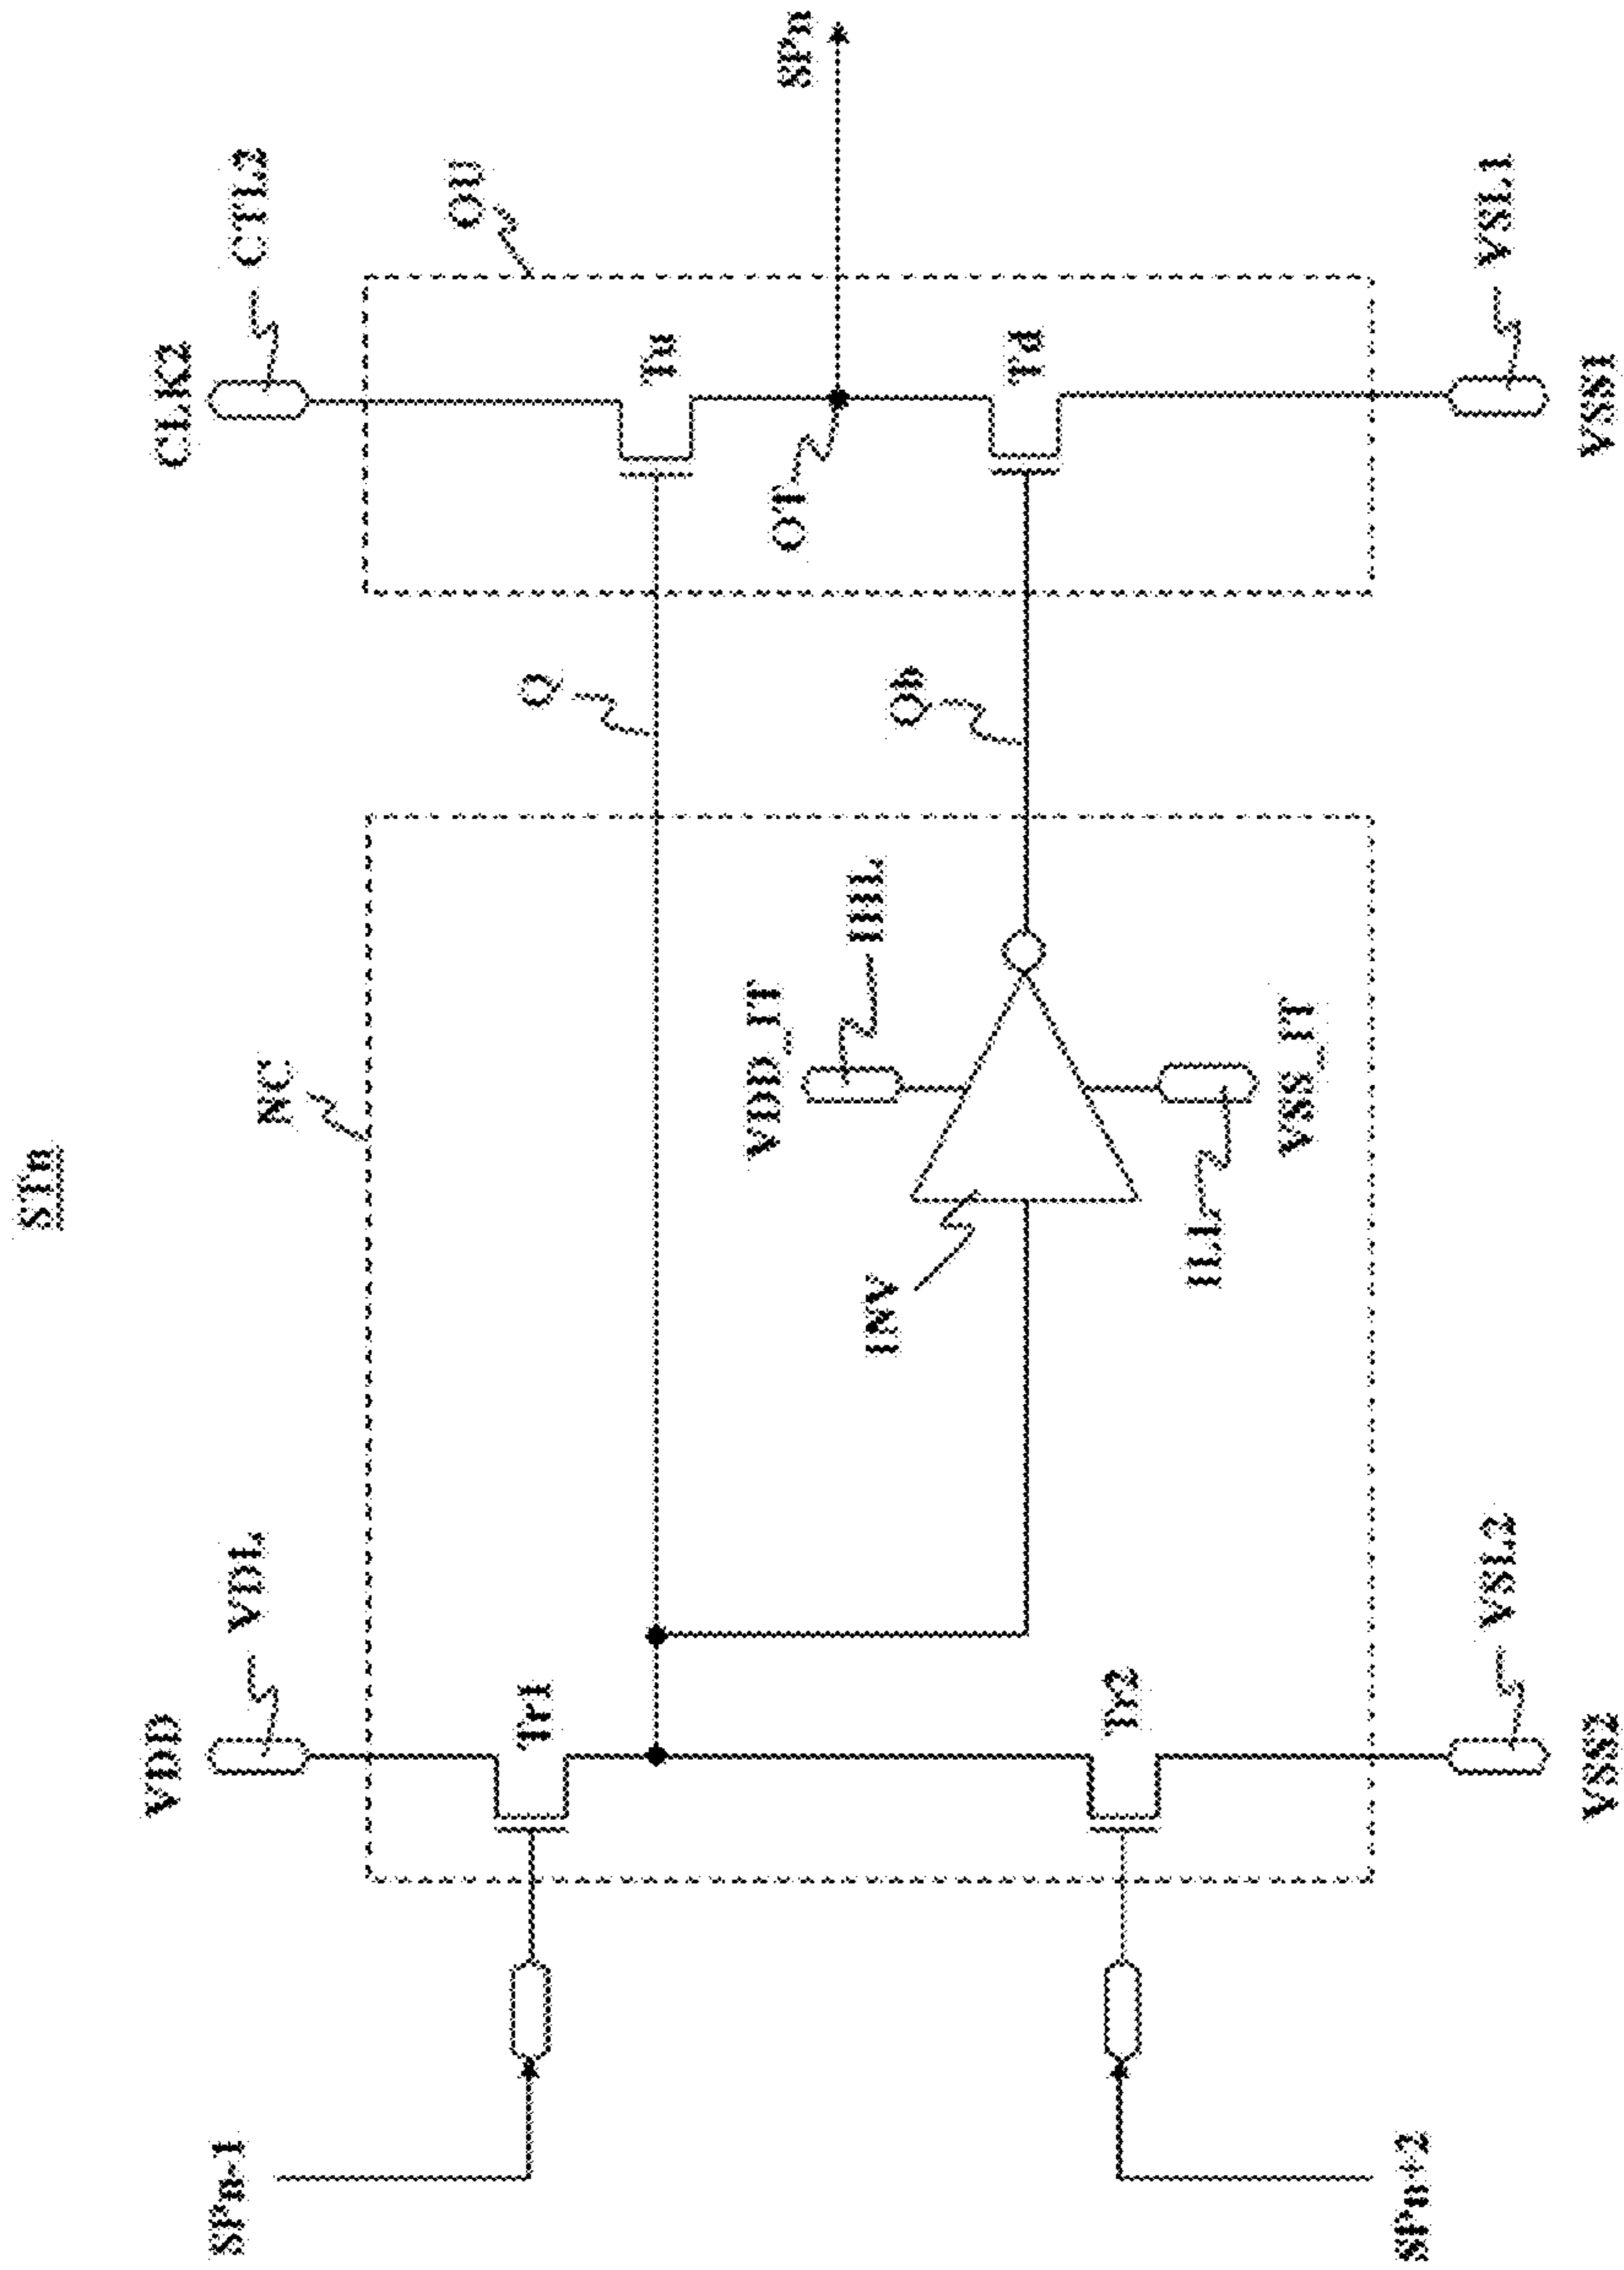 STn
VDD
VDL
NC
CLK2
CTL2
OU
Tr1
Q
Tu
SPn-1
SPn
VDD_IT
IHL
OT
INV
Qb
Td
Tr2
ILL
VSS_IT
SPn+2
VSL2
VSL1
VSS2
VSS1